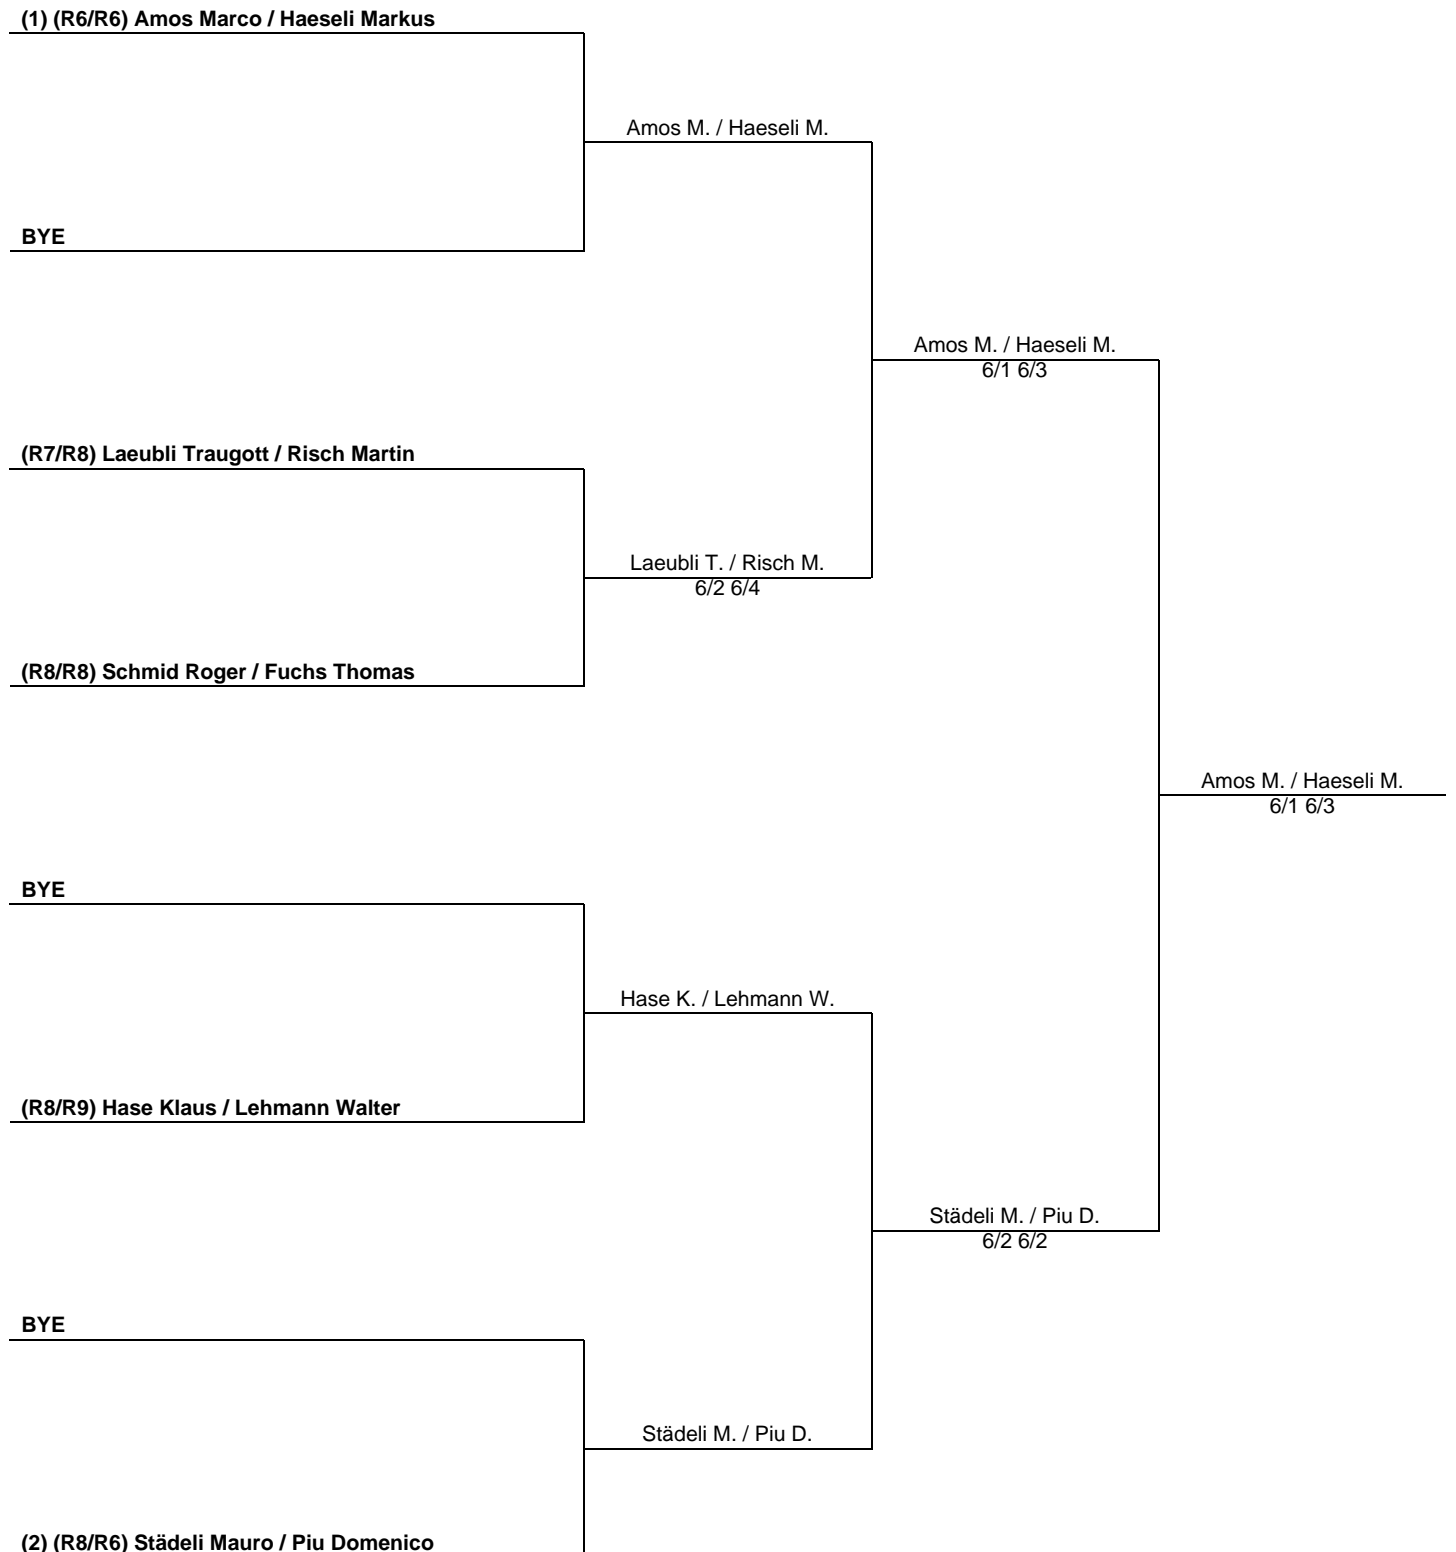 (1) (R6/R6) Amos Marco / Haeseli Markus
Amos M. / Haeseli M.
BYE
Amos M. / Haeseli M.
6/1 6/3
(R7/R8) Laeubli Traugott / Risch Martin
Laeubli T. / Risch M.
6/2 6/4
(R8/R8) Schmid Roger / Fuchs Thomas
Amos M. / Haeseli M.
6/1 6/3
BYE
Hase K. / Lehmann W.
(R8/R9) Hase Klaus / Lehmann Walter
Städeli M. / Piu D.
6/2 6/2
BYE
Städeli M. / Piu D.
(2) (R8/R6) Städeli Mauro / Piu Domenico